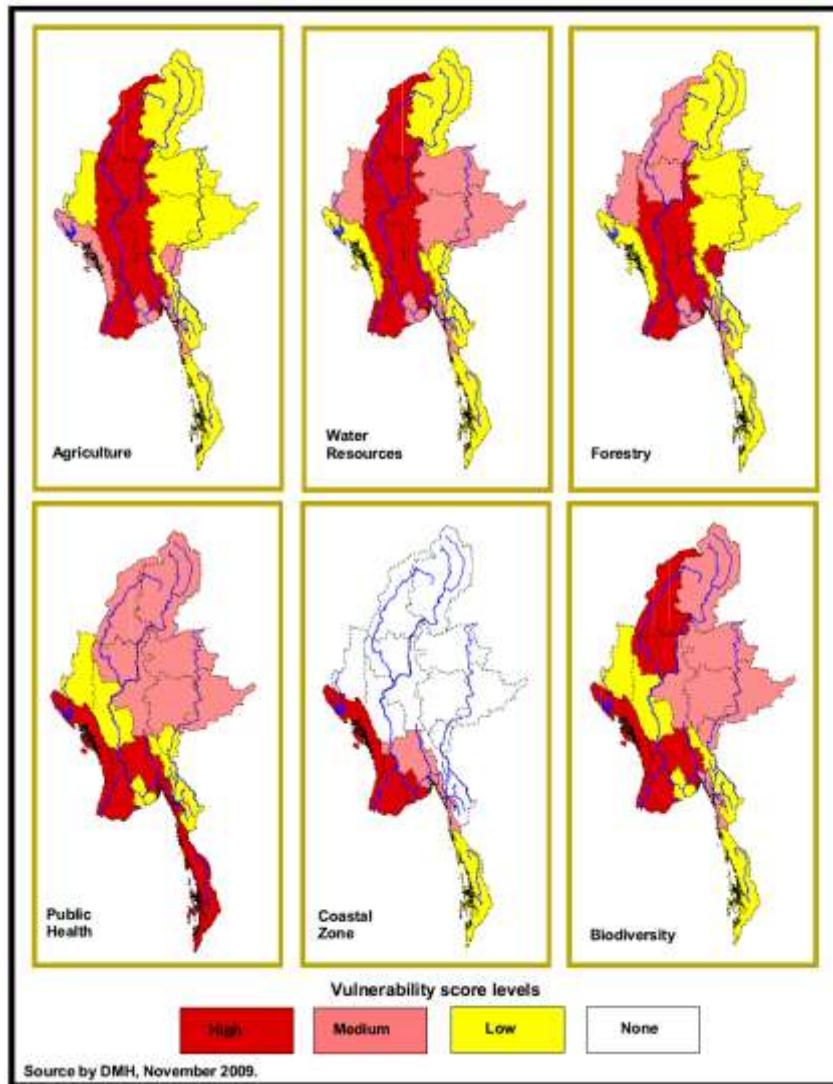 Agriculture
Water
Resources
Forestry
Public
Health
Coastal
Zone
Biodiversity
Vulnerability score levels
High
Medium
Low
None
Source by DMH, November 2009.